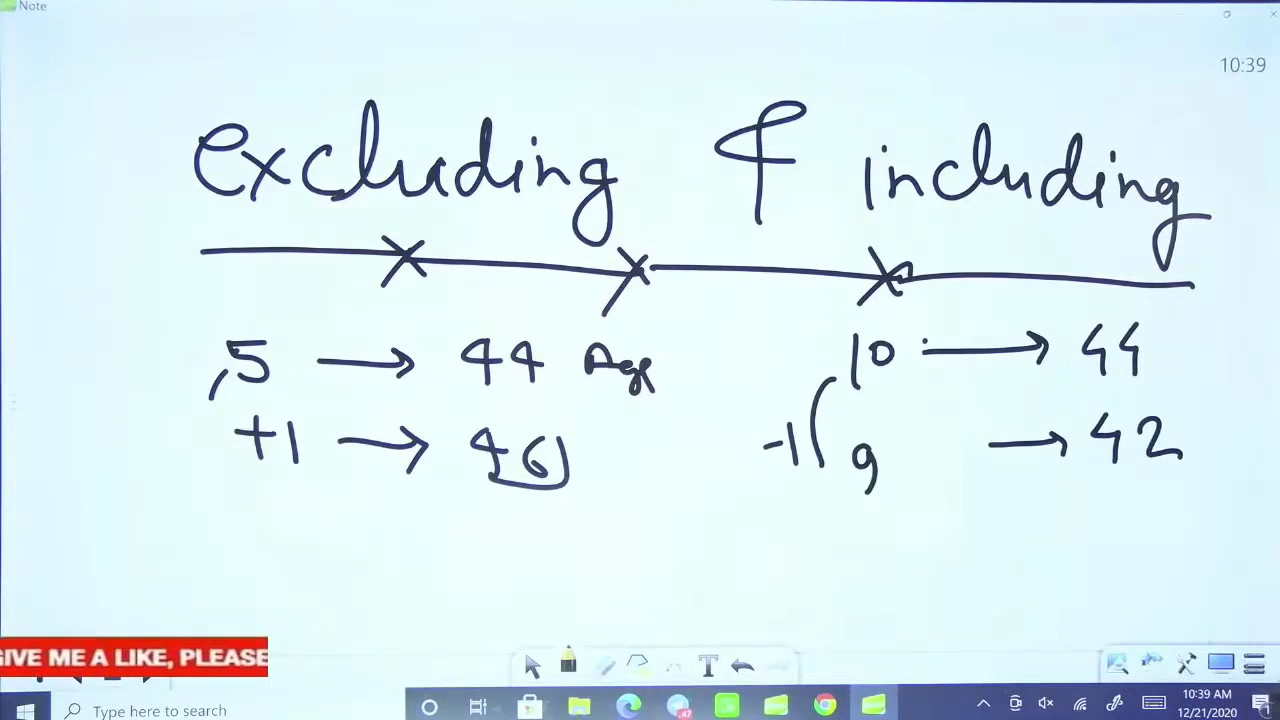 Note
10:39
excluding & including
,5 → 44 Age 10 → 44
+1 → 46 -1 9 → 42
GIVE ME A LIKE, PLEASE
Type here to search
47
10:39 AM
12/21/2020